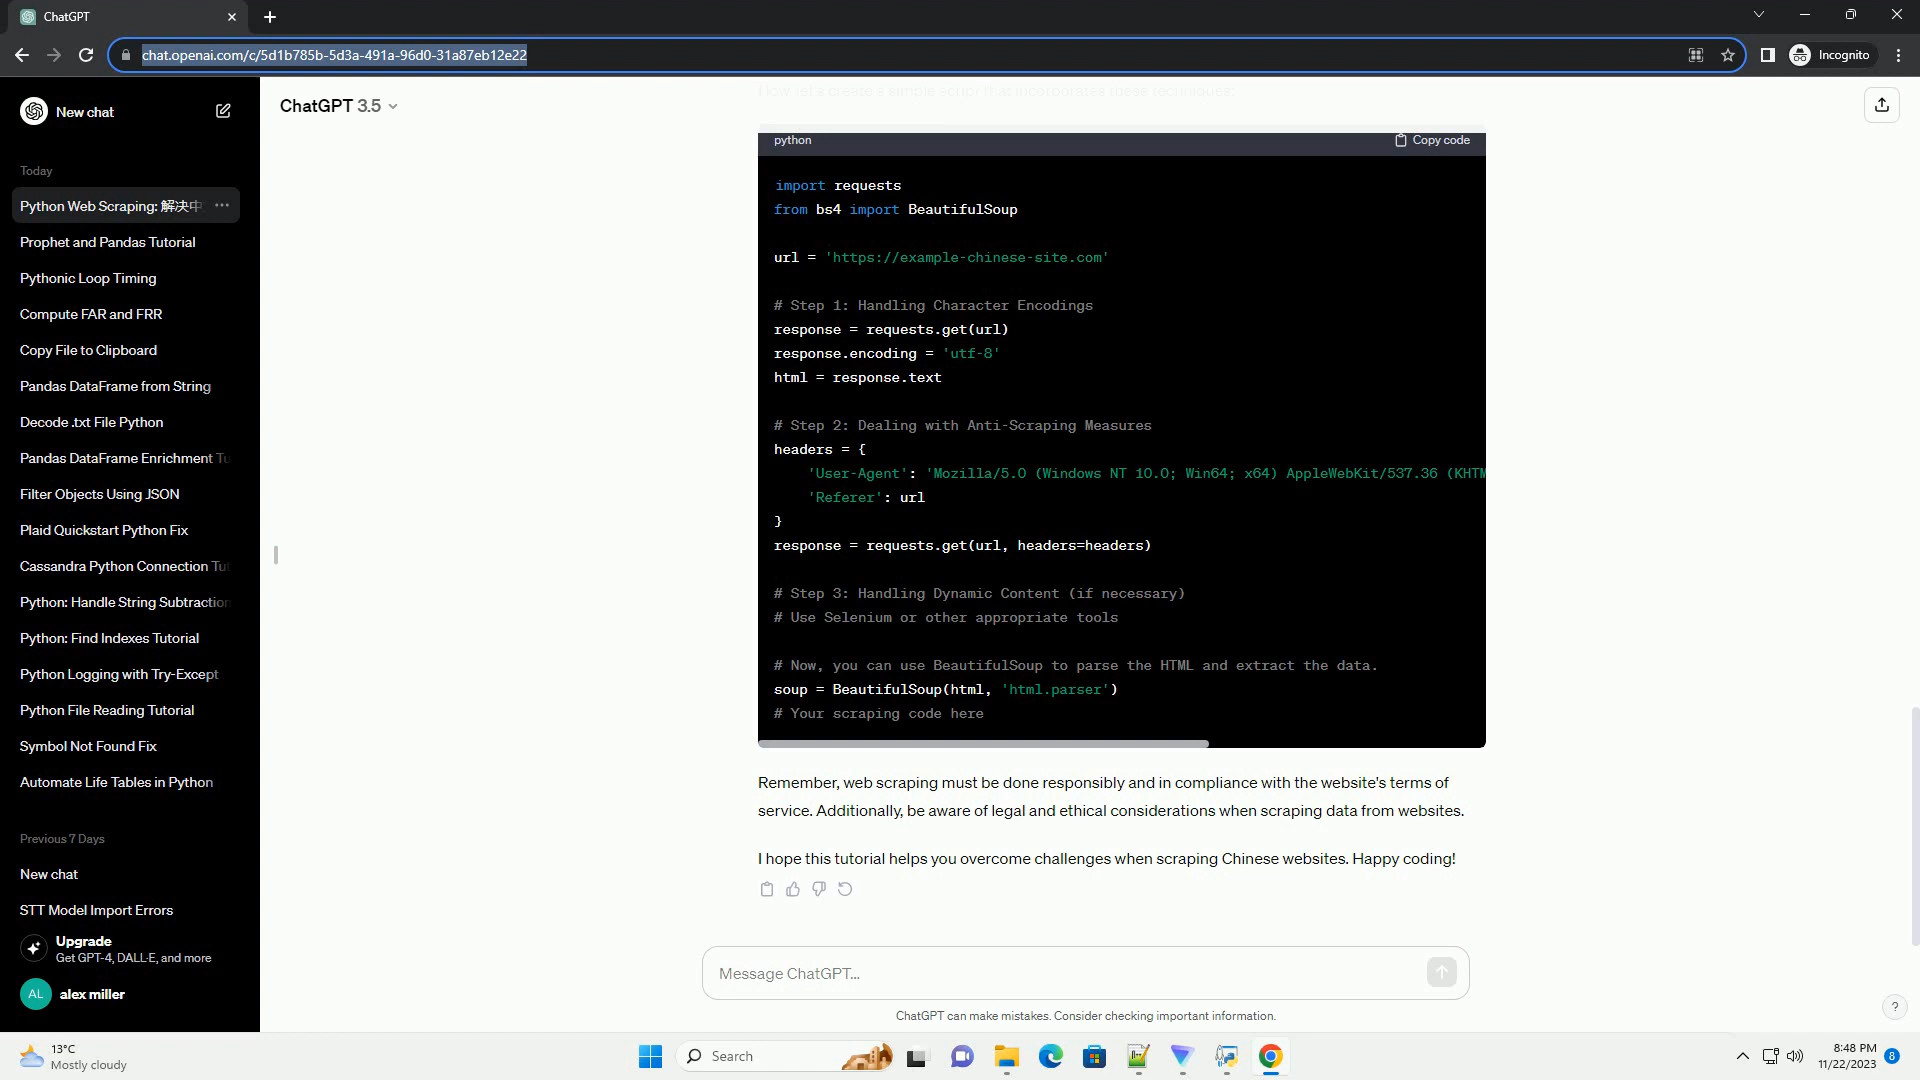 ChatGPT
chat.openai.com/c/5d1b785b-5d3a-491a-96d0-31a87eb12e22
Incognito
New chat
ChatGPT 3.5
Now, let's create a simple script that incorporates these techniques:
Today
Python Web Scraping: 解决中
Prophet and Pandas Tutorial
Pythonic Loop Timing
Compute FAR and FRR
Copy File to Clipboard
Pandas DataFrame from String
Decode .txt File Python
Pandas DataFrame Enrichment Tu
Filter Objects Using JSON
Plaid Quickstart Python Fix
Cassandra Python Connection Tut
Python: Handle String Subtraction
Python: Find Indexes Tutorial
Python Logging with Try-Except
Python File Reading Tutorial
Symbol Not Found Fix
Automate Life Tables in Python
Previous 7 Days
New chat
STT Model Import Errors
Upgrade
Get GPT-4, DALL·E, and more
AL alex miller
python Copy code
import requests
from bs4 import BeautifulSoup
url = 'https://example-chinese-site.com'
# Step 1: Handling Character Encodings
response = requests.get(url)
response.encoding = 'utf-8'
html = response.text
# Step 2: Dealing with Anti-Scraping Measures
headers = {
'User-Agent': 'Mozilla/5.0 (Windows NT 10.0; Win64; x64) AppleWebKit/537.36 (KHTM
'Referer': url
}
response = requests.get(url, headers=headers)
# Step 3: Handling Dynamic Content (if necessary)
# Use Selenium or other appropriate tools
# Now, you can use BeautifulSoup to parse the HTML and extract the data.
soup = BeautifulSoup(html, 'html.parser')
# Your scraping code here
Remember, web scraping must be done responsibly and in compliance with the website's terms of
service. Additionally, be aware of legal and ethical considerations when scraping data from websites.
I hope this tutorial helps you overcome challenges when scraping Chinese websites. Happy coding!
Message ChatGPT...
ChatGPT can make mistakes. Consider checking important information.
?
13°C
Mostly cloudy
Search
8:48 PM
11/22/2023
8